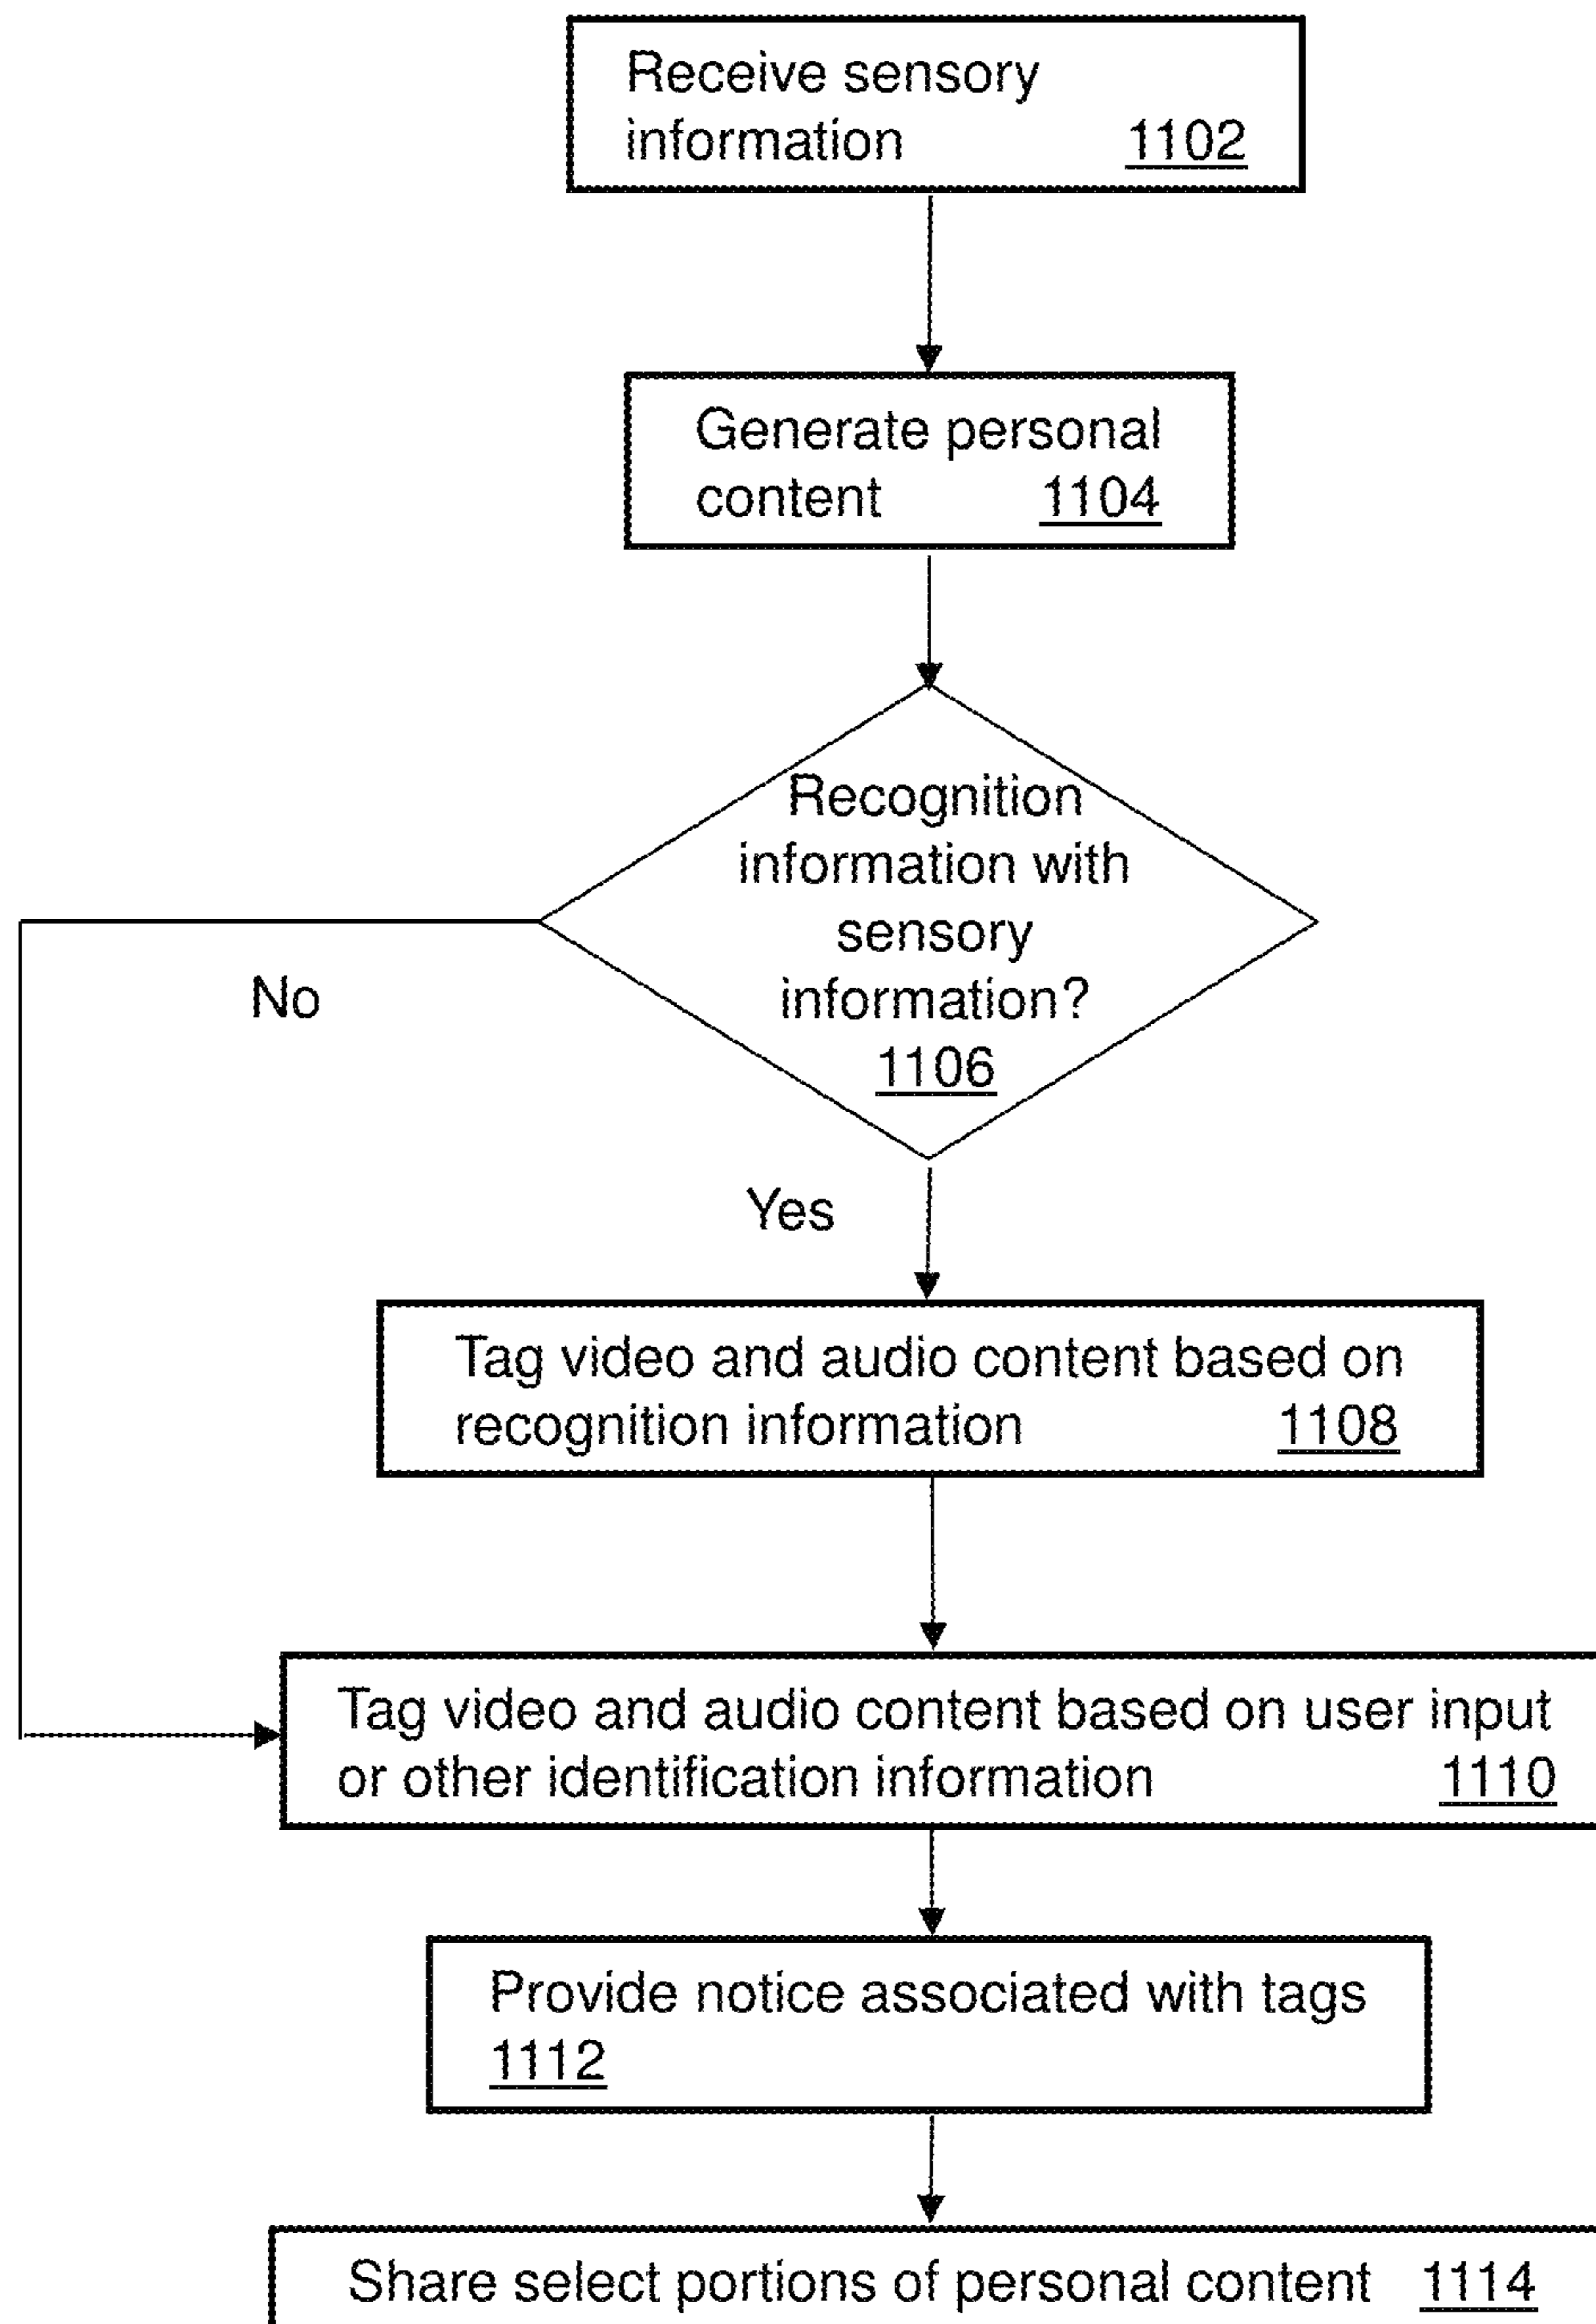 Receive sensory
information 1102
Generate personal
content 1104
Recognition
information with
sensory
information?
1106
No
Yes
Tag video and audio content based on
recognition information 1108
Tag video and audio content based on user input
or other identification information 1110
Provide notice associated with tags
1112
Share select portions of personal content 1114